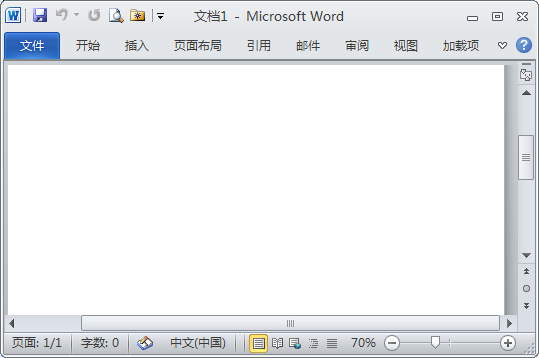 W 文档1 - Microsoft Word
文件 开始 插入 页面布局 引用 邮件 审阅 视图 加载项 ?
页面: 1/1 字数: 0 中文(中国) 70%